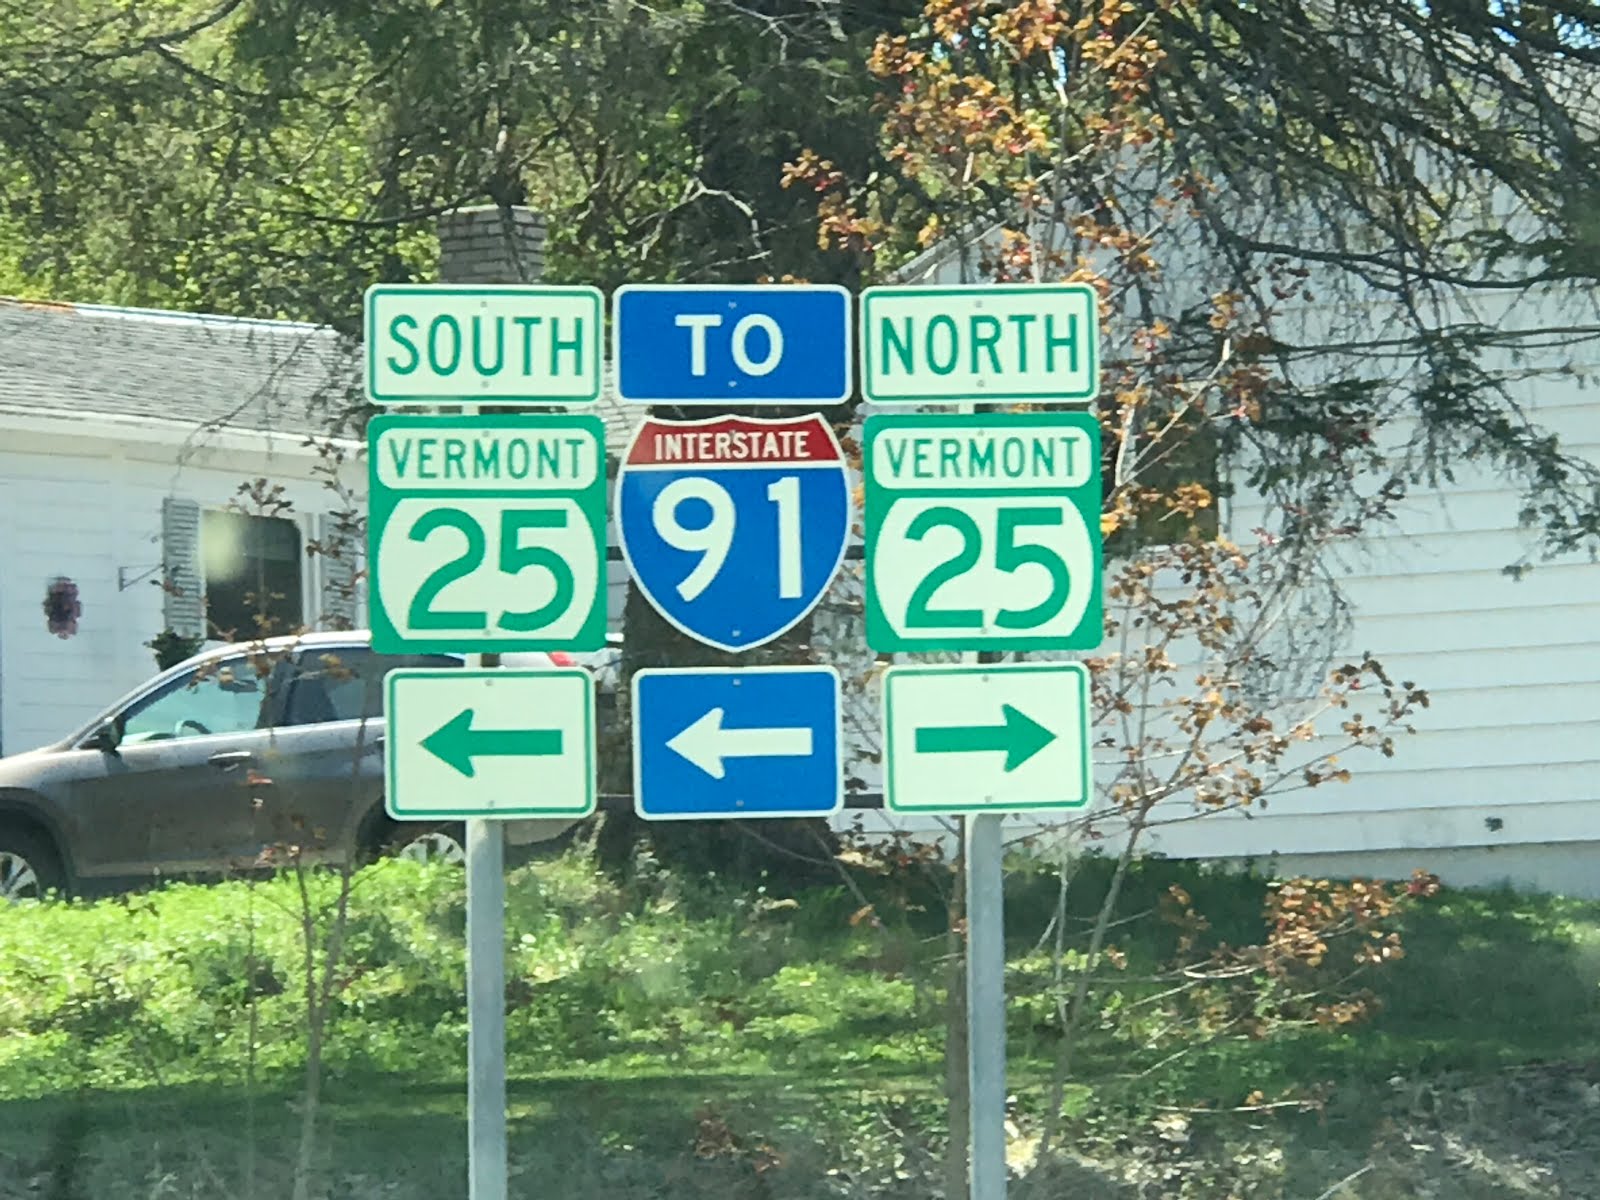 SOUTH
VERMONT
25
TO
INTERSTATE
91
NORTH
VERMONT
25